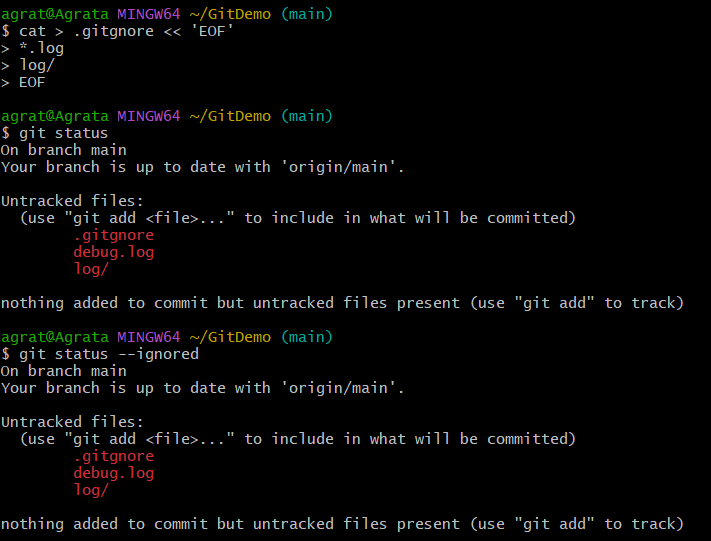 agrat@Agrata MINGW64 ~/GitDemo (main)
$ cat > .gitgnore << 'EOF'
> *.log
> log/
> EOF
agrat@Agrata MINGW64 ~/GitDemo (main)
$ git status
On branch main
Your branch is up to date with 'origin/main'.
Untracked files:
  (use "git add <file>..." to include in what will be committed)
        .gitgnore
        debug.log
        log/
nothing added to commit but untracked files present (use "git add" to track)
agrat@Agrata MINGW64 ~/GitDemo (main)
$ git status --ignored
On branch main
Your branch is up to date with 'origin/main'.
Untracked files:
  (use "git add <file>..." to include in what will be committed)
        .gitgnore
        debug.log
        log/
nothing added to commit but untracked files present (use "git add" to track)